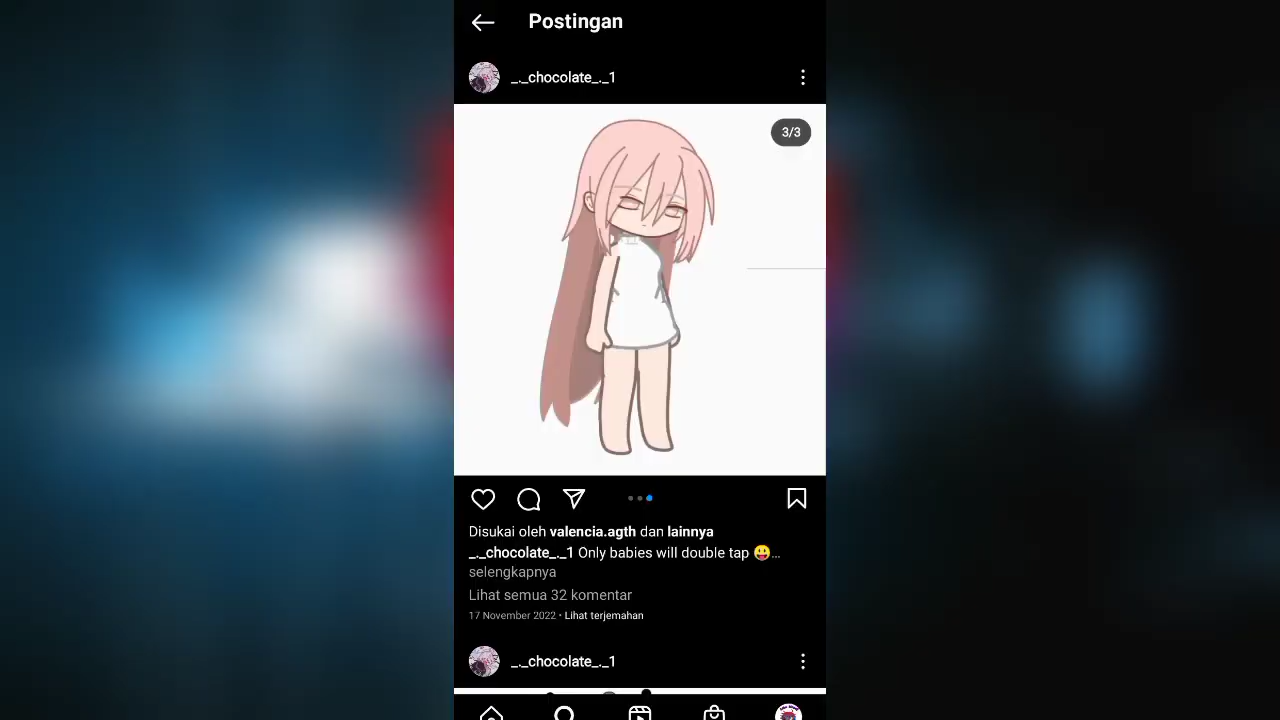 Postingan
_._chocolate_._1
3/3
Disukai oleh valencia.agth dan lainnya
_._chocolate_._1 Only babies will double tap 😛...
selengkapnya
Lihat semua 32 komentar
17 November 2022 • Lihat terjemahan
_._chocolate_._1